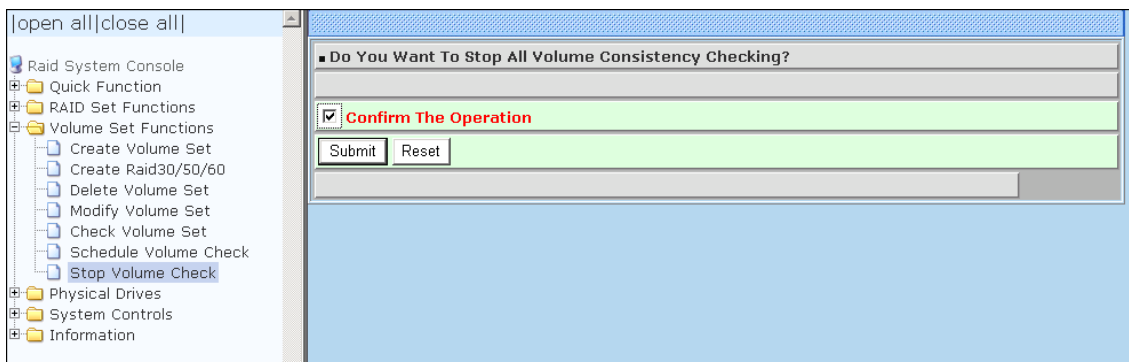 |open all|close all|
Raid System Console
Quick Function
RAID Set Functions
Volume Set Functions
Create Volume Set
Create Raid30/50/60
Delete Volume Set
Modify Volume Set
Check Volume Set
Schedule Volume Check
Stop Volume Check
Physical Drives
System Controls
Information
Do You Want To Stop All Volume Consistency Checking?
Confirm The Operation
Submit Reset